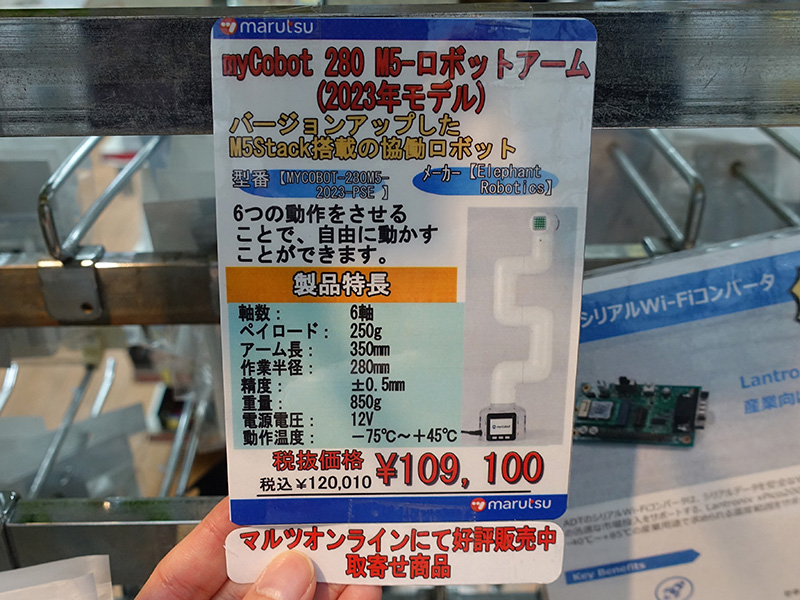 marutsu
myCobot 280 M5-ロボットアーム
(2023年モデル)
バージョンアップした
M5Stack搭載の協働ロボット
型番【MYCOBOT-280M5-
2023-PSE 】
メーカー【Elephant
Robotics】
6つの動作をさせる
ことで、自由に動かす
ことができます。
製品特長
軸数： 6軸
ペイロード： 250g
アーム長： 350mm
作業半径： 280mm
精度： ±0.5mm
重量： 850g
電源電圧： 12V
動作温度： －75℃～＋45℃
税抜価格 ¥109,100
税込¥120,010
marutsu
マルツオンラインにて好評販売中
取寄せ商品
シリアルWi-Fiコンバータ
Lantron
産業向け
Key Benefits